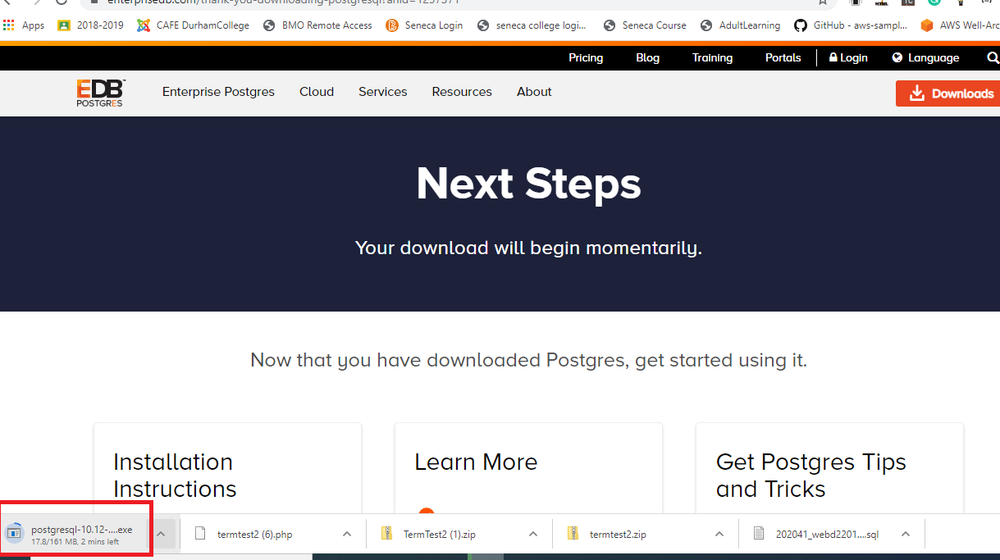 enterprisedb.com/thank-you-downloading-postgresql?anid=1257371
Apps 2018-2019 CAFE DurhamCollege BMO Remote Access Seneca Login seneca college logi... Seneca Course AdultLearning GitHub - aws-sampl... AWS Well-Arc
Pricing Blog Training Portals Login Language
EDB
POSTGRES
Enterprise Postgres Cloud Services Resources About
Downloads
Next Steps
Your download will begin momentarily.
Now that you have downloaded Postgres, get started using it.
Installation
Instructions
Learn More
Get Postgres Tips
and Tricks
postgresql-10.12-....exe
17.8/161 MB, 2 mins left
termtest2 (6).php
TermTest2 (1).zip
termtest2.zip
202041_webd2201....sql